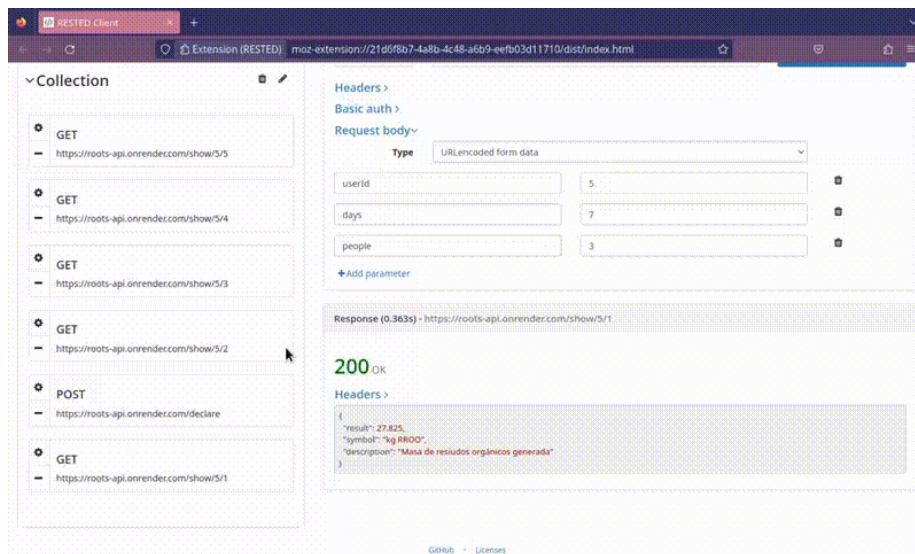 RESTED Client
Extension (RESTED) moz-extension://21d6f8b7-4a8b-4c48-a6b9-eefb03d11710/dist/index.html
Collection
GET
https://roots-api.onrender.com/show/5/5
GET
https://roots-api.onrender.com/show/5/4
GET
https://roots-api.onrender.com/show/5/3
GET
https://roots-api.onrender.com/show/5/2
POST
https://roots-api.onrender.com/declare
GET
https://roots-api.onrender.com/show/5/1
Headers >
Basic auth >
Request body
Type URLencoded form data
userId 5
days 7
people 3
+Add parameter
Response (0.363s) - https://roots-api.onrender.com/show/5/1
200 OK
Headers >
{
"result": 27.825,
"symbol": "kg RROO",
"description": "Masa de resiudos orgánicos generada"
}
GitHub - Licenses